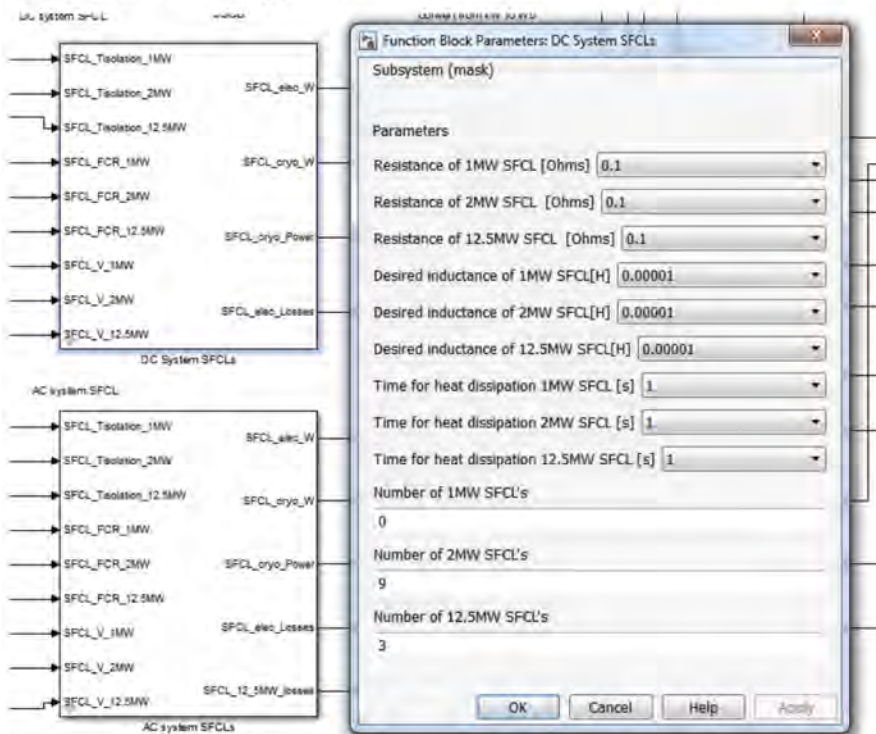 DC system SFCL
convert from kW to W
SFCL_Tisolation_1MW
SFCL_Tisolation_2MW
SFCL_Tisolation_12.5MW
SFCL_FCR_1MW
SFCL_FCR_2MW
SFCL_FCR_12.5MW
SFCL_V_1MW
SFCL_V_2MW
SFCL_V_12.5MW
SFCL_elec_W
SFCL_cryo_W
SFCL_cryo_Power
SFCL_elec_Losses
DC System SFCLs
AC system SFCL
SFCL_Tisolation_1MW
SFCL_Tisolation_2MW
SFCL_Tisolation_12.5MW
SFCL_FCR_1MW
SFCL_FCR_2MW
SFCL_FCR_12.5MW
SFCL_V_1MW
SFCL_V_2MW
SFCL_V_12.5MW
SFCL_elec_W
SFCL_cryo_W
SFCL_cryo_Power
SFCL_elec_Losses
SFCL_12_5MW_losses
AC system SFCLs
Function Block Parameters: DC System SFCLs
Subsystem (mask)
Parameters
Resistance of 1MW SFCL [Ohms] 0.1
Resistance of 2MW SFCL [Ohms] 0.1
Resistance of 12.5MW SFCL [Ohms] 0.1
Desired inductance of 1MW SFCL[H] 0.00001
Desired inductance of 2MW SFCL[H] 0.00001
Desired inductance of 12.5MW SFCL[H] 0.00001
Time for heat dissipation 1MW SFCL [s] 1
Time for heat dissipation 2MW SFCL [s] 1
Time for heat dissipation 12.5MW SFCL [s] 1
Number of 1MW SFCL's
0
Number of 2MW SFCL's
9
Number of 12.5MW SFCL's
3
OK Cancel Help Apply